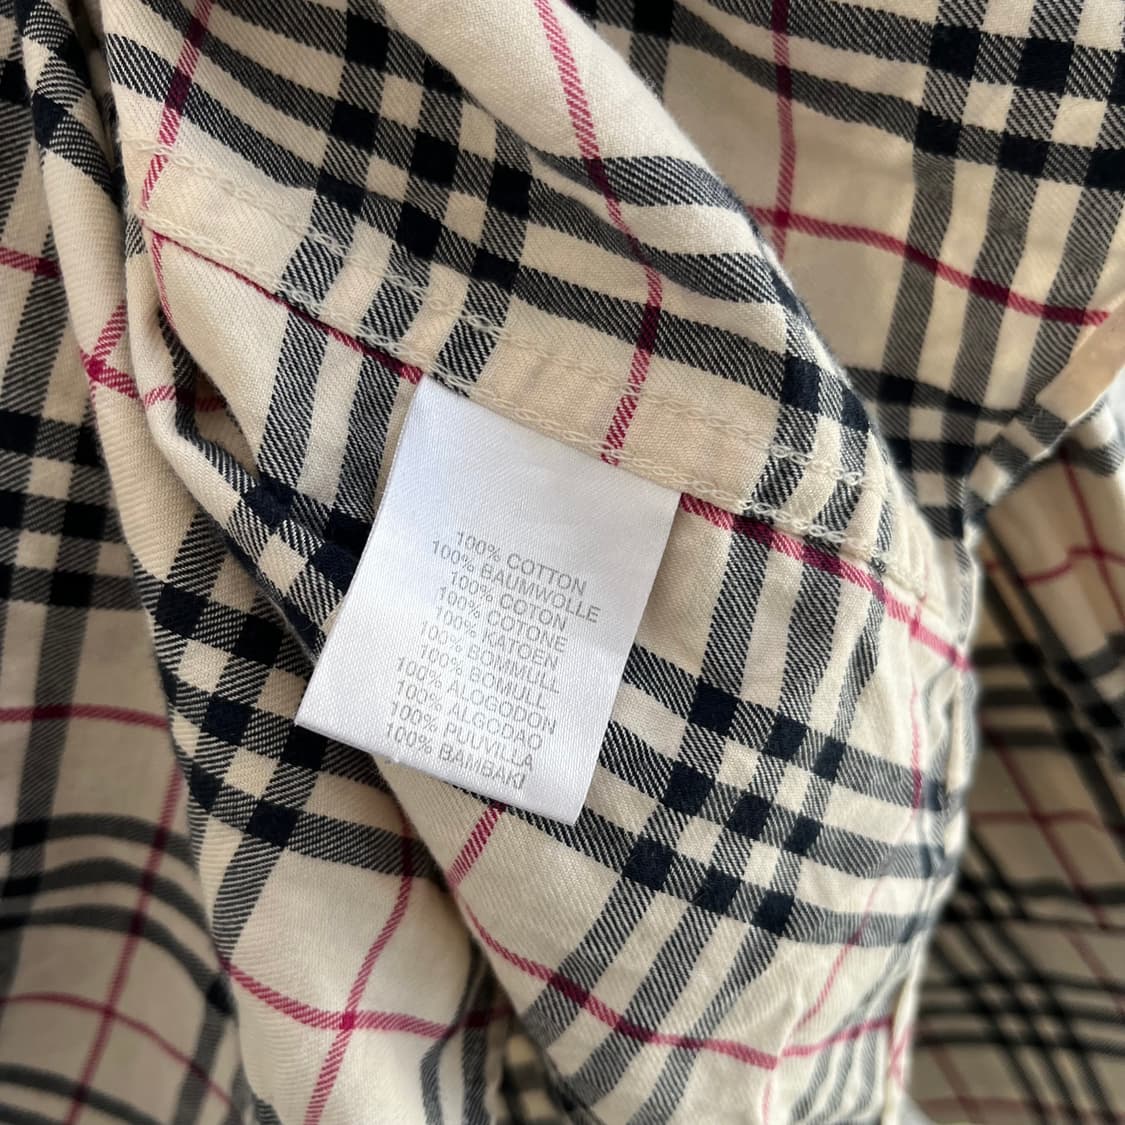 100% COTTON
100% BAUMWOLLE
100% COTON
100% COTONE
100% KATOEN
100% BOMMULL
100% BOMULL
100% ALGODON
100% ALGODAO
100% PUUVILLA
100% BAMBAKI